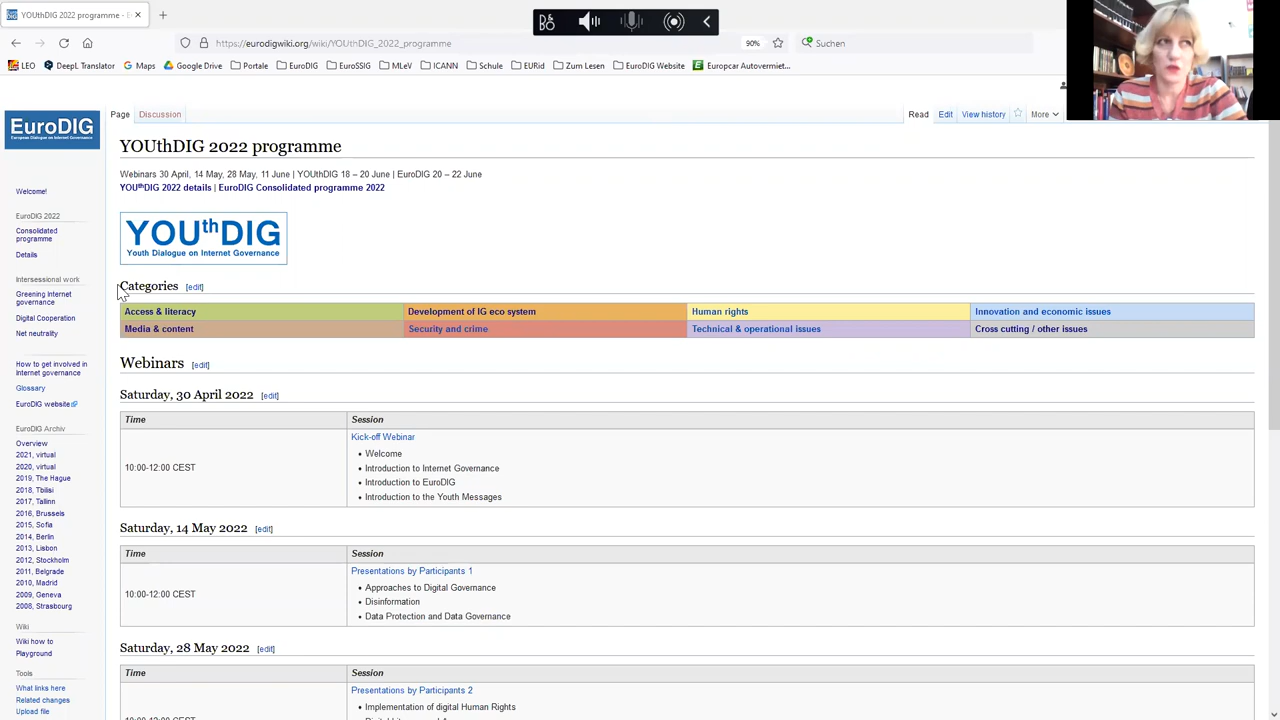 YOUthDIG 2022 programme - E
https://eurodigwiki.org/wiki/YOUthDIG_2022_programme
90%
Suchen
LEO DeepL Translator Maps Google Drive Portale EuroDIG EuroSSIG MLeV ICANN Schule EURid Zum Lesen EuroDIG Website Europcar Autovermiet...
EuroDIG
European Dialogue on Internet Governance
Welcome!
EuroDIG 2022
Consolidated
programme
Details
Intersessional work
Greening Internet
governance
Digital Cooperation
Net neutrality
How to get involved in
Internet governance
Glossary
EuroDIG website
EuroDIG Archiv
Overview
2021, virtual
2020, virtual
2019, The Hague
2018, Tbilisi
2017, Tallinn
2016, Brussels
2015, Sofia
2014, Berlin
2013, Lisbon
2012, Stockholm
2011, Belgrade
2010, Madrid
2009, Geneva
2008, Strasbourg
Wiki
Wiki how to
Playground
Tools
What links here
Related changes
Upload file
Page Discussion Read Edit View history More
YOUthDIG 2022 programme
Webinars 30 April, 14 May, 28 May, 11 June | YOUthDIG 18 – 20 June | EuroDIG 20 – 22 June
YOUthDIG 2022 details | EuroDIG Consolidated programme 2022
YOUthDIG
Youth Dialogue on Internet Governance
Categories [edit]
Access & literacy Development of IG eco system Human rights Innovation and economic issues
Media & content Security and crime Technical & operational issues Cross cutting / other issues
Webinars [edit]
Saturday, 30 April 2022 [edit]
Time Session
10:00-12:00 CEST
Kick-off Webinar
• Welcome
• Introduction to Internet Governance
• Introduction to EuroDIG
• Introduction to the Youth Messages
Saturday, 14 May 2022 [edit]
Time Session
10:00-12:00 CEST
Presentations by Participants 1
• Approaches to Digital Governance
• Disinformation
• Data Protection and Data Governance
Saturday, 28 May 2022 [edit]
Time Session
Presentations by Participants 2
• Implementation of digital Human Rights